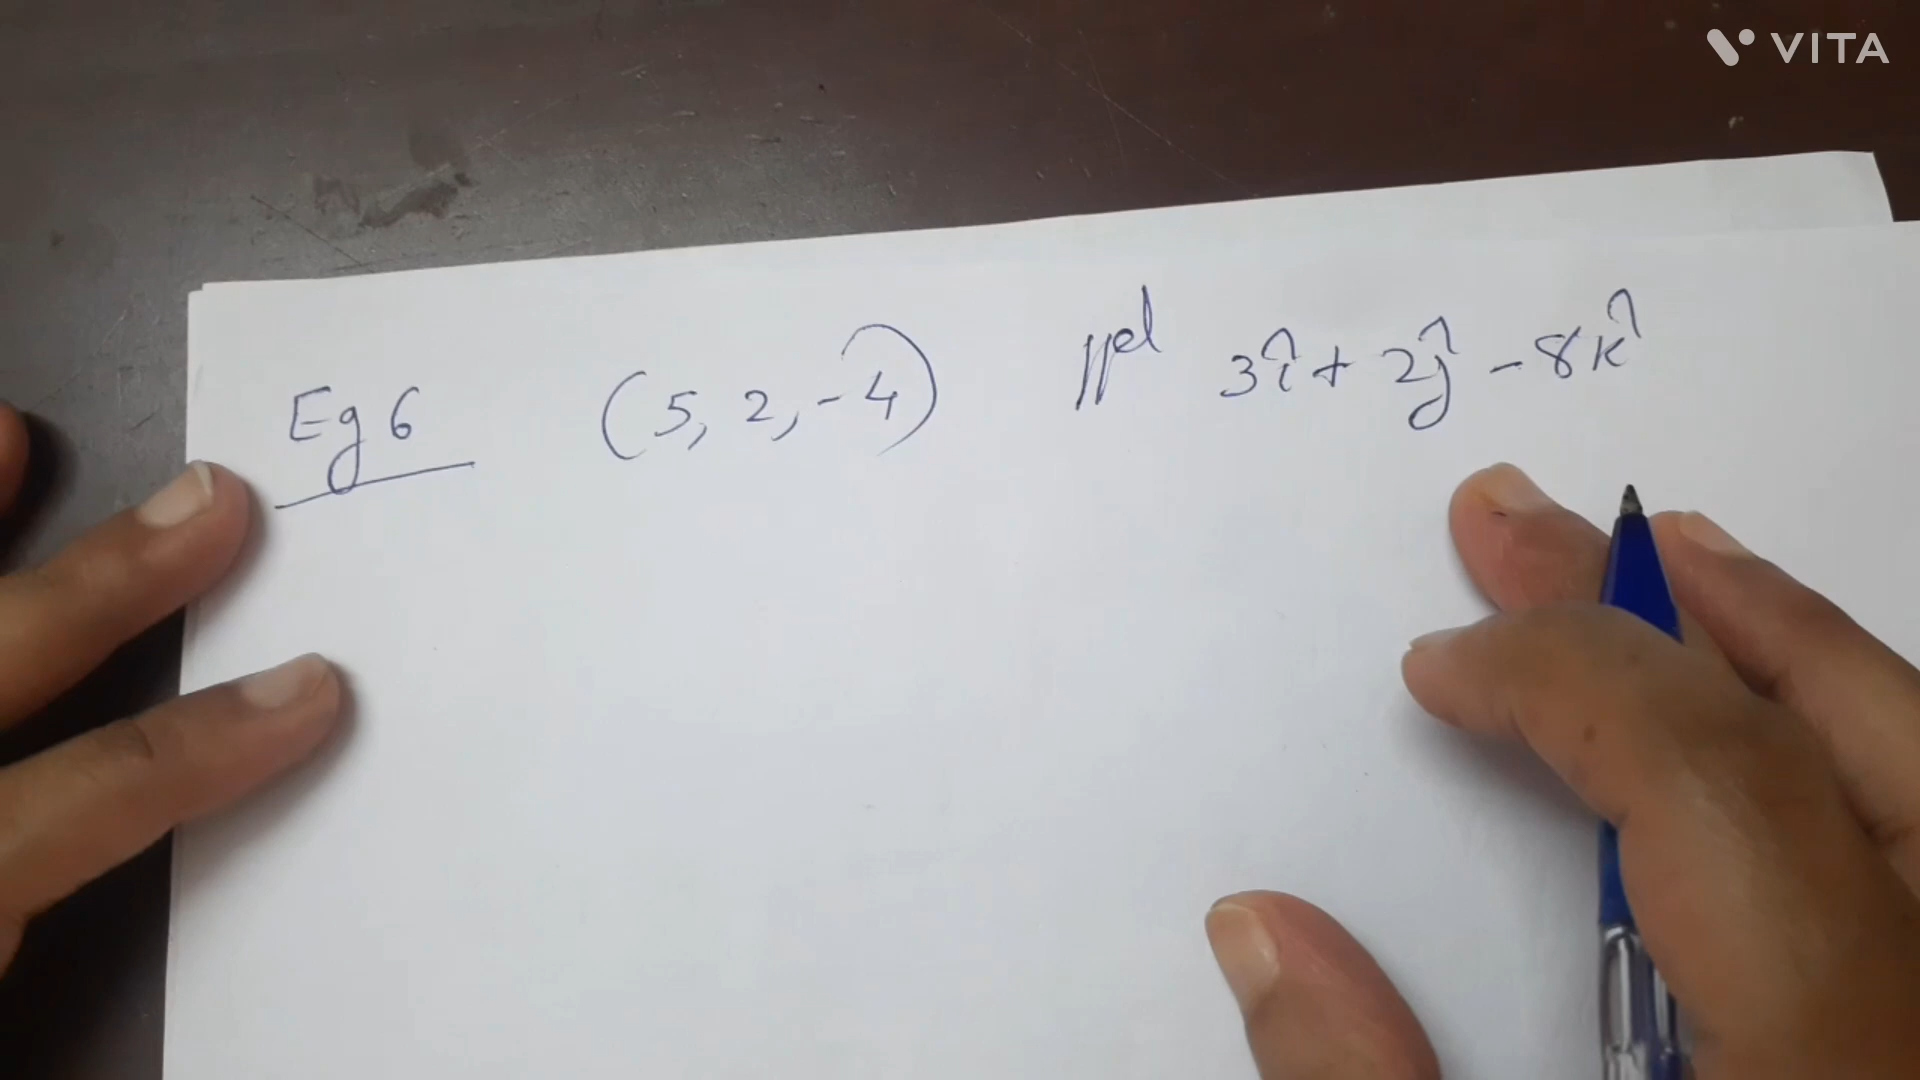 VITA
Eg 6 (5, 2, -4) ||el 3î + 2ĵ - 8k̂